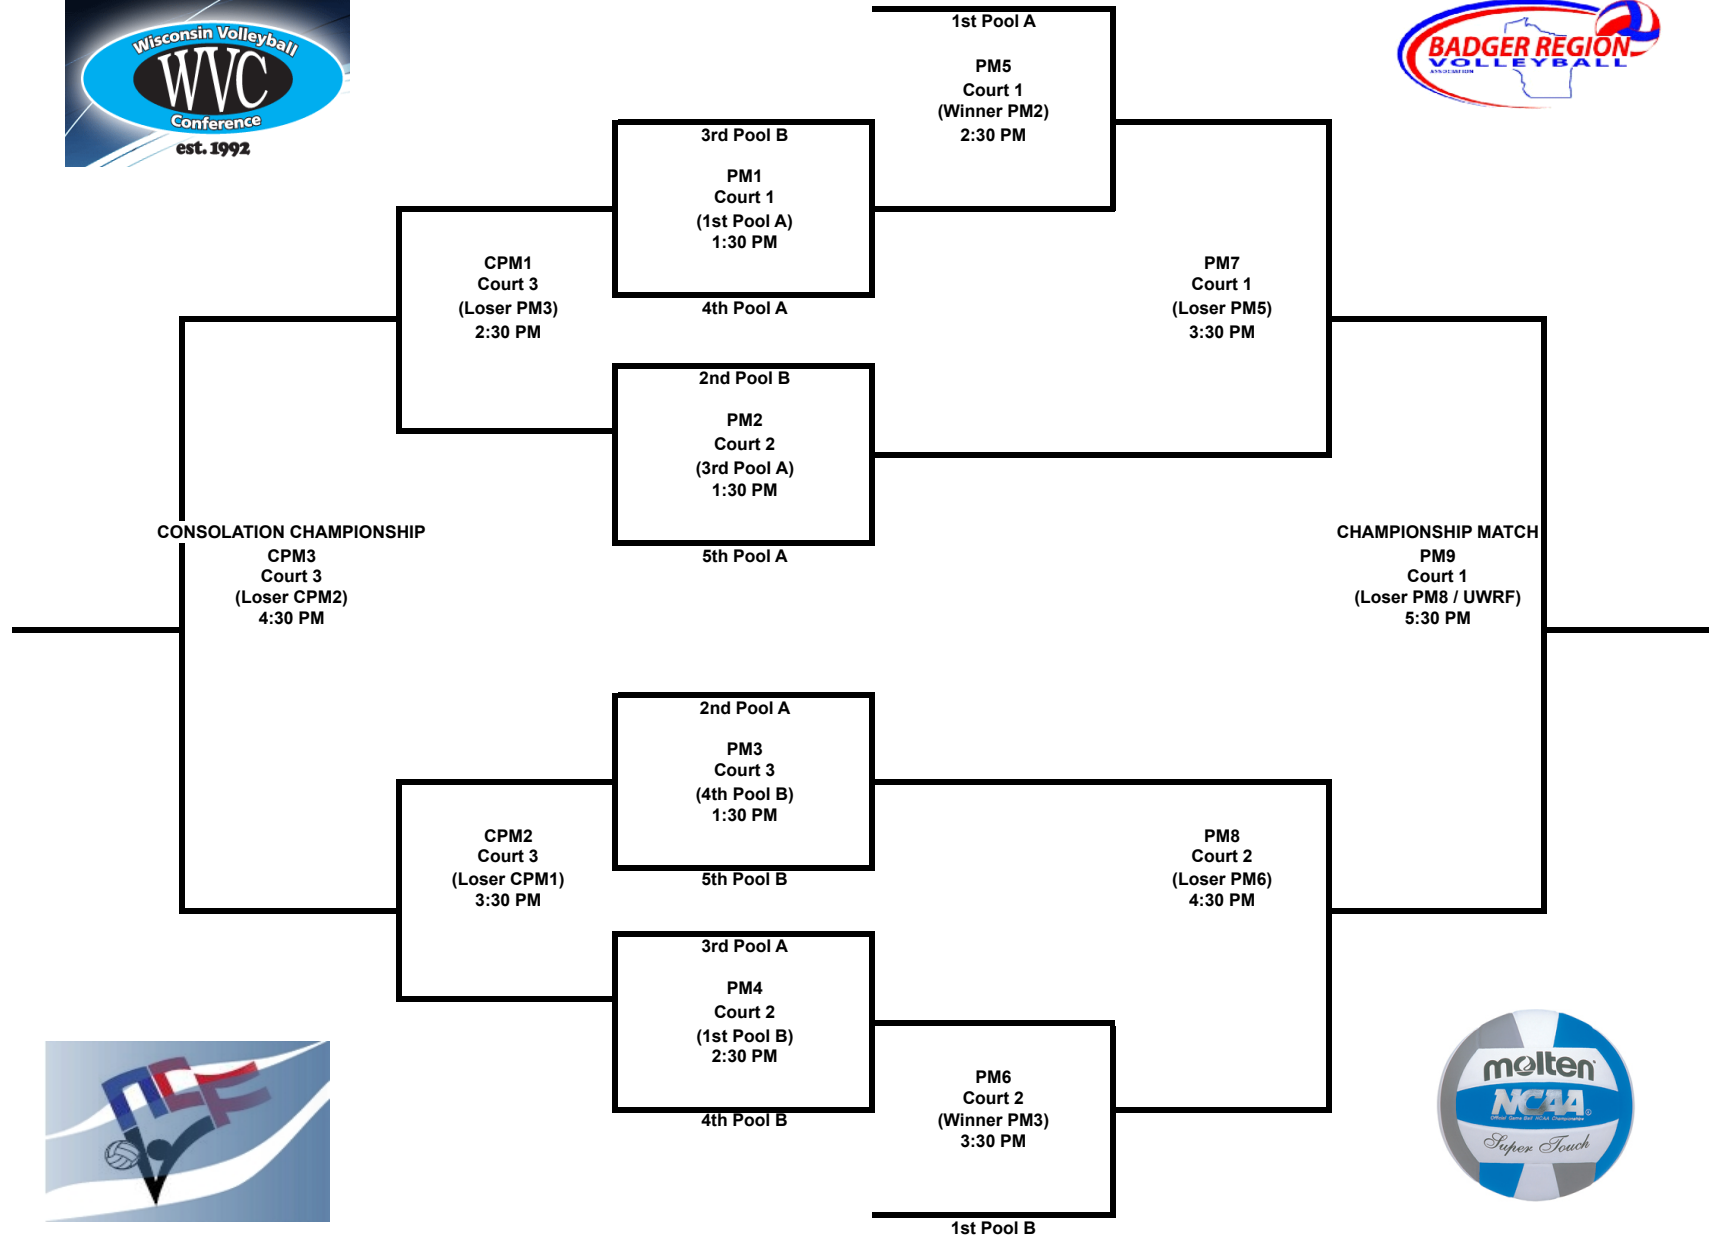 Wisconsin Volleyball
WVC
Conference
est. 1992
1st Pool A
PM5
Court 1
(Winner PM2)
2:30 PM
BADGER REGION
VOLLEYBALL
ASSOCIATION
3rd Pool B
PM1
Court 1
(1st Pool A)
1:30 PM
4th Pool A
CPM1
Court 3
(Loser PM3)
2:30 PM
PM7
Court 1
(Loser PM5)
3:30 PM
2nd Pool B
PM2
Court 2
(3rd Pool A)
1:30 PM
5th Pool A
CONSOLATION CHAMPIONSHIP
CPM3
Court 3
(Loser CPM2)
4:30 PM
CHAMPIONSHIP MATCH
PM9
Court 1
(Loser PM8 / UWRF)
5:30 PM
2nd Pool A
PM3
Court 3
(4th Pool B)
1:30 PM
5th Pool B
CPM2
Court 3
(Loser CPM1)
3:30 PM
PM8
Court 2
(Loser PM6)
4:30 PM
3rd Pool A
PM4
Court 2
(1st Pool B)
2:30 PM
4th Pool B
PM6
Court 2
(Winner PM3)
3:30 PM
1st Pool B
NCF
molten
NCAA
Official Game Ball NCAA Championships
Super Touch